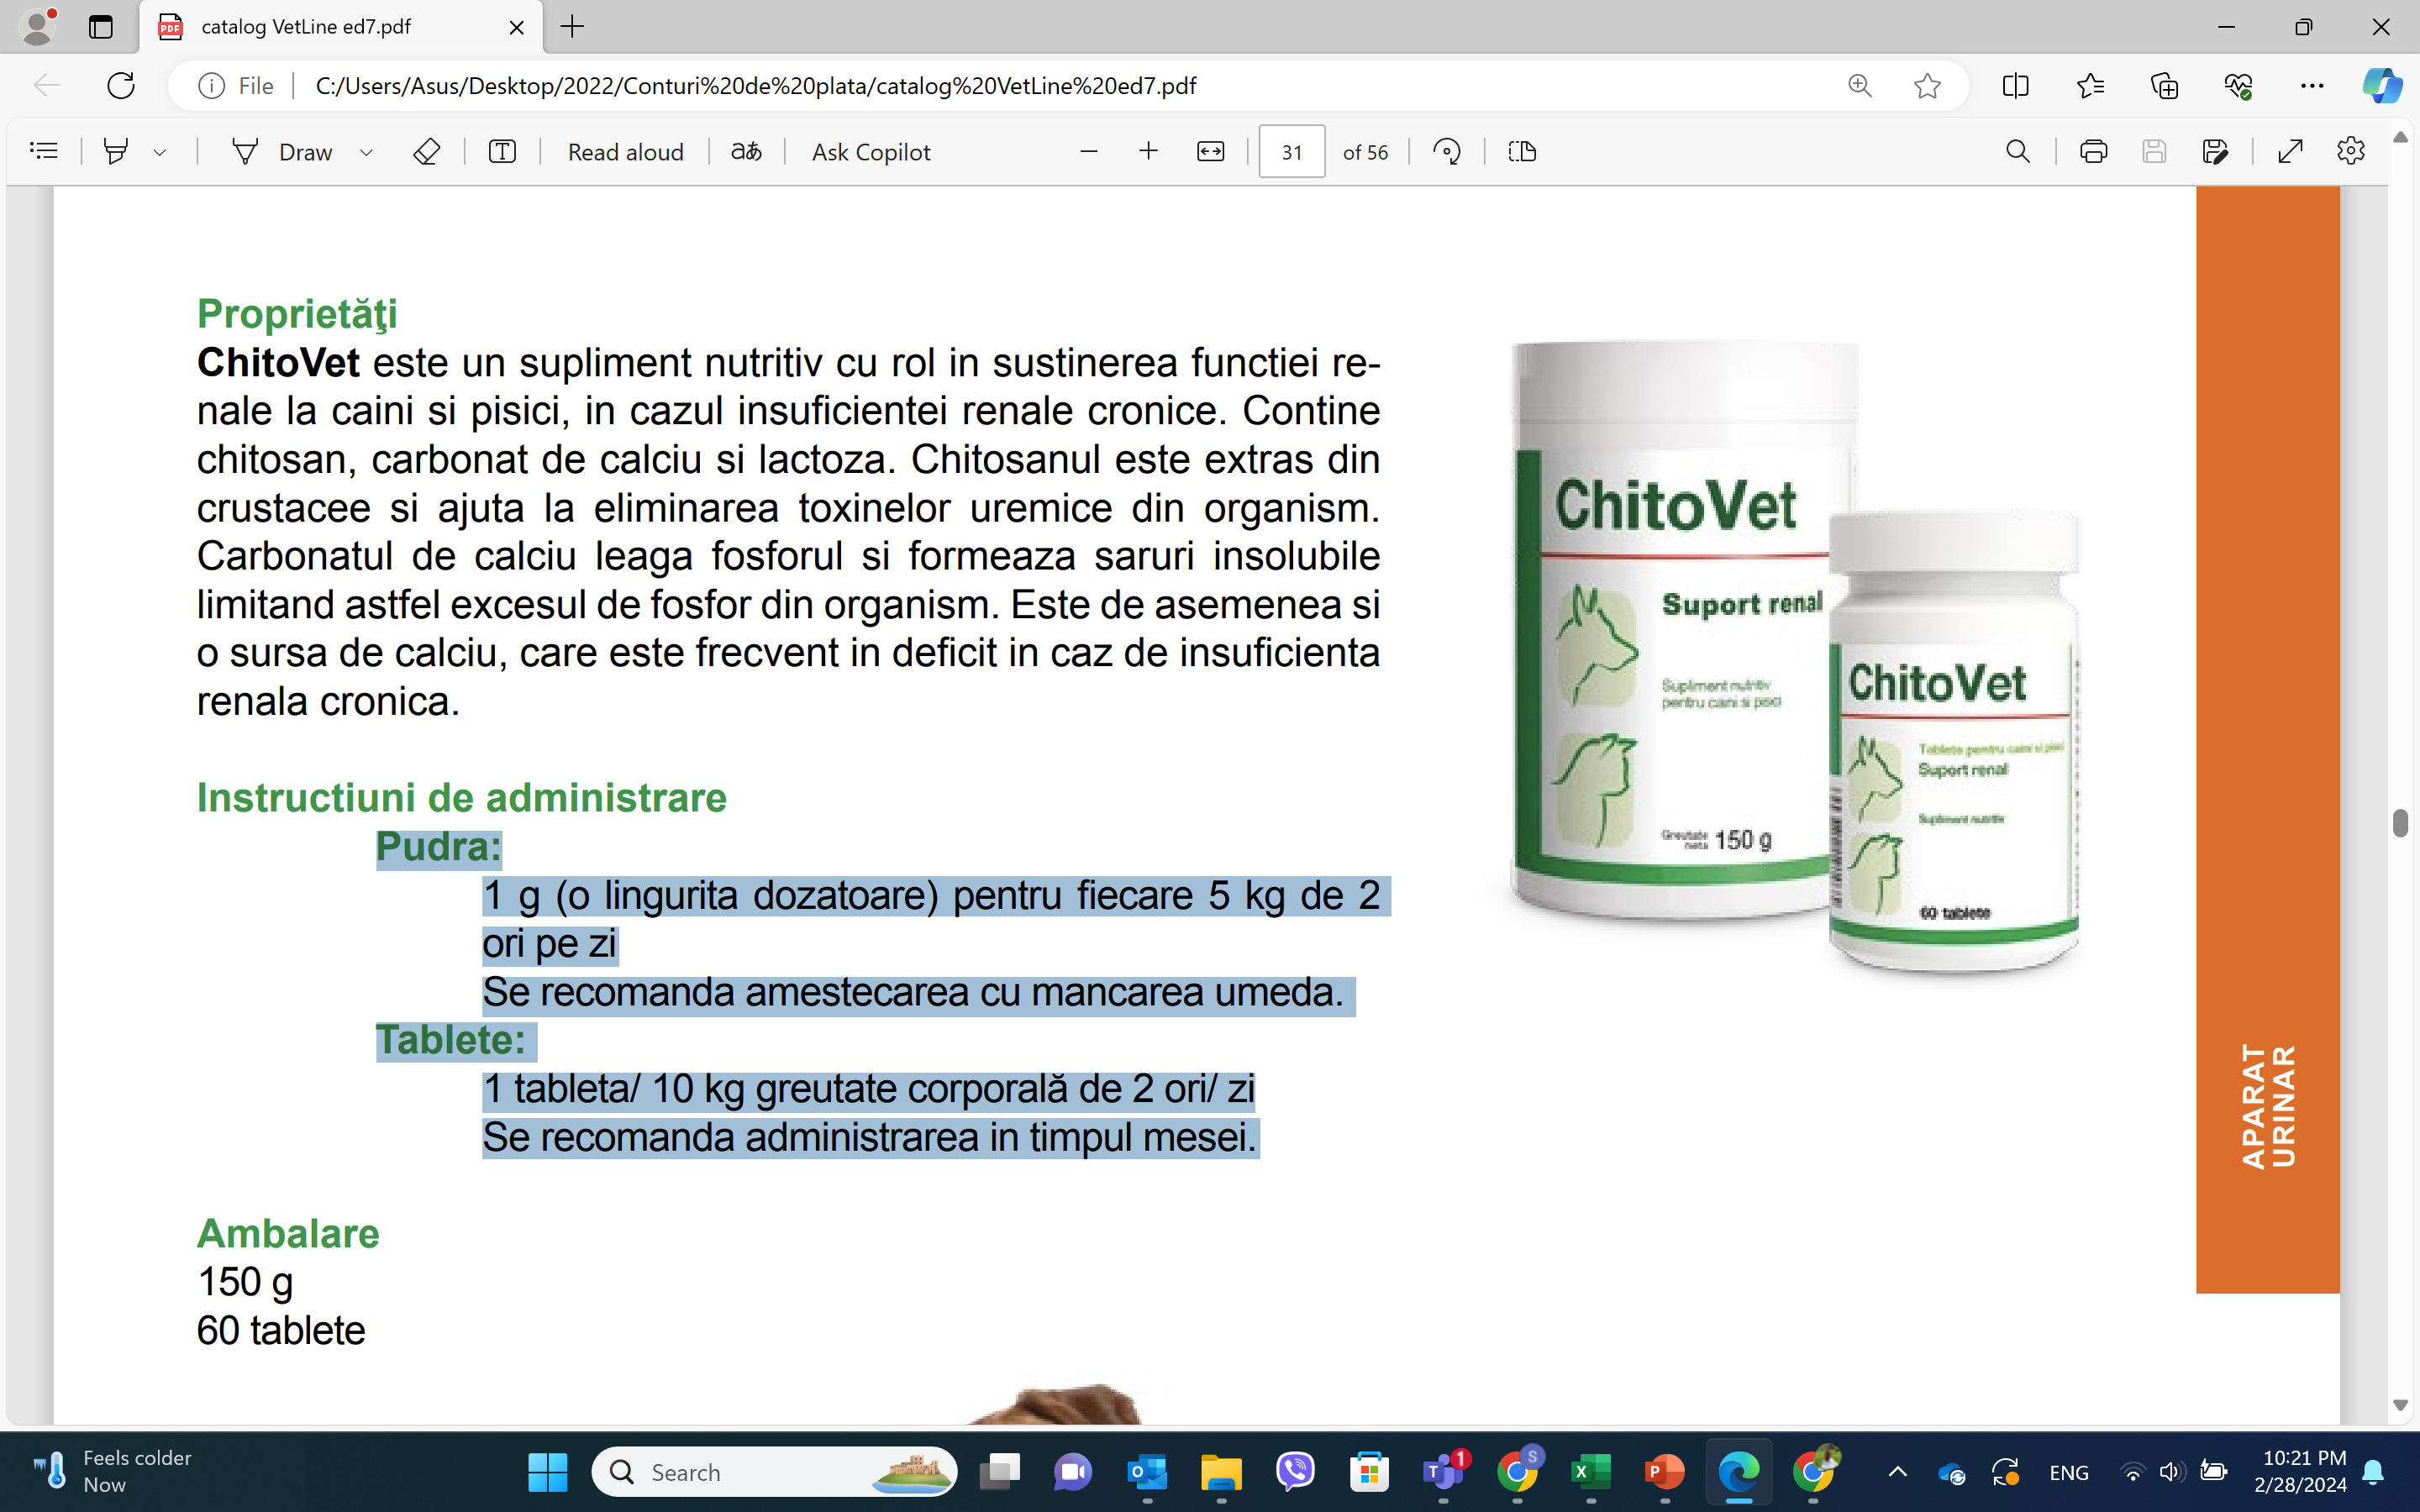 catalog VetLine ed7.pdf
File
C:/Users/Asus/Desktop/2022/Conturi%20de%20plata/catalog%20VetLine%20ed7.pdf
Draw
Read aloud
aあ
Ask Copilot
31 of 56
Proprietăţi
ChitoVet este un supliment nutritiv cu rol in sustinerea functiei re-
nale la caini si pisici, in cazul insuficientei renale cronice. Contine
chitosan, carbonat de calciu si lactoza. Chitosanul este extras din
crustacee si ajuta la eliminarea toxinelor uremice din organism.
Carbonatul de calciu leaga fosforul si formeaza saruri insolubile
limitand astfel excesul de fosfor din organism. Este de asemenea si
o sursa de calciu, care este frecvent in deficit in caz de insuficienta
renala cronica.
Instructiuni de administrare
Pudra:
1 g (o lingurita dozatoare) pentru fiecare 5 kg de 2
ori pe zi
Se recomanda amestecarea cu mancarea umeda.
Tablete:
1 tableta/ 10 kg greutate corporală de 2 ori/ zi
Se recomanda administrarea in timpul mesei.
Ambalare
150 g
60 tablete
ChitoVet
Suport renal
Supliment nutritiv
pentru caini si pisici
Greutate
neta 150 g
ChitoVet
Tablete pentru caini si pisici
Suport renal
Supliment nutritiv
60 tablete
APARAT
URINAR
Feels colder
Now
Search
1
S
ENG
10:21 PM
2/28/2024